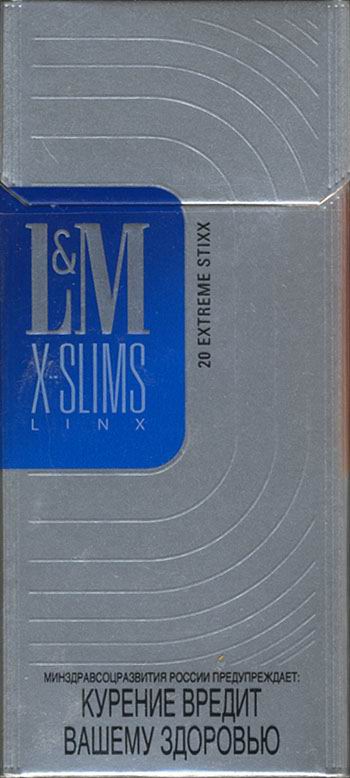 L&M
X-SLIMS
LINX
20 EXTREME STIXX
МИНЗДРАВСОЦРАЗВИТИЯ РОССИИ ПРЕДУПРЕЖДАЕТ:
КУРЕНИЕ ВРЕДИТ
ВАШЕМУ ЗДОРОВЬЮ